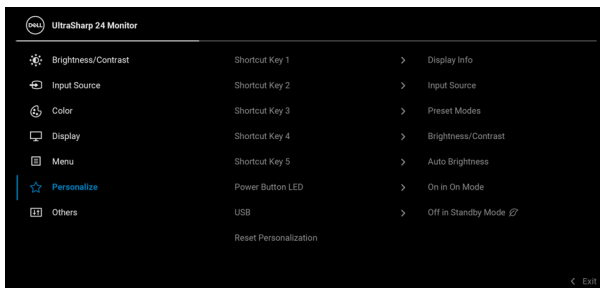 DELL UltraSharp 24 Monitor
Brightness/Contrast Shortcut Key 1 > Display Info
Input Source Shortcut Key 2 > Input Source
Color Shortcut Key 3 > Preset Modes
Display Shortcut Key 4 > Brightness/Contrast
Menu Shortcut Key 5 > Auto Brightness
Personalize Power Button LED > On in On Mode
Others USB > Off in Standby Mode
Reset Personalization
< Exit